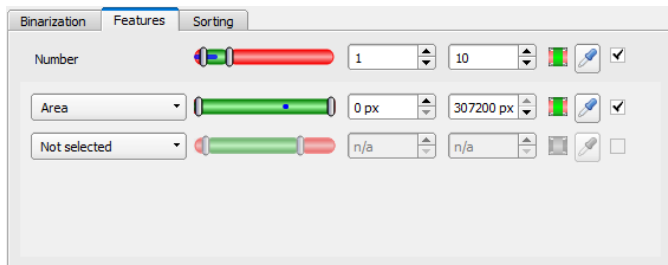 Binarization Features Sorting
Number 1 10
Area 0 px 307200 px
Not selected n/a n/a